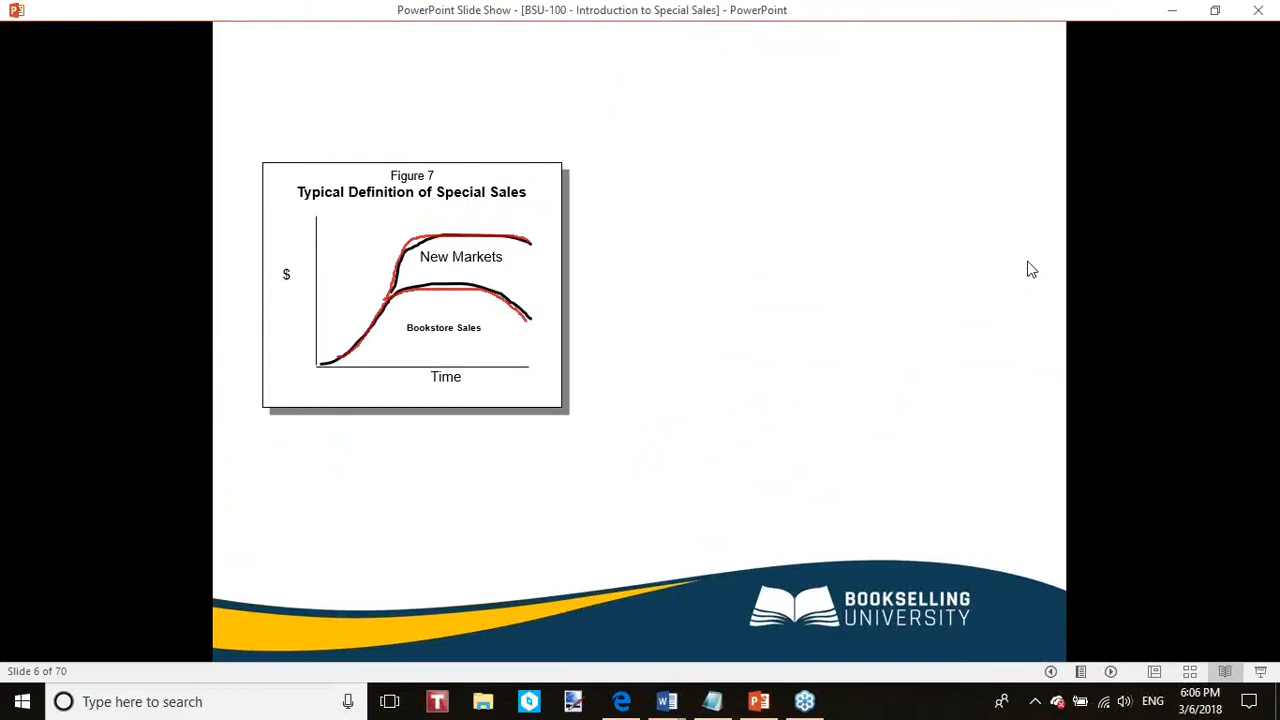 PowerPoint Slide Show - [BSU-100 - Introduction to Special Sales] - PowerPoint
Figure 7
Typical Definition of Special Sales
New Markets
$
Bookstore Sales
Time
BOOKSELLING
UNIVERSITY
Slide 6 of 70
Type here to search
ENG
6:06 PM
3/6/2018